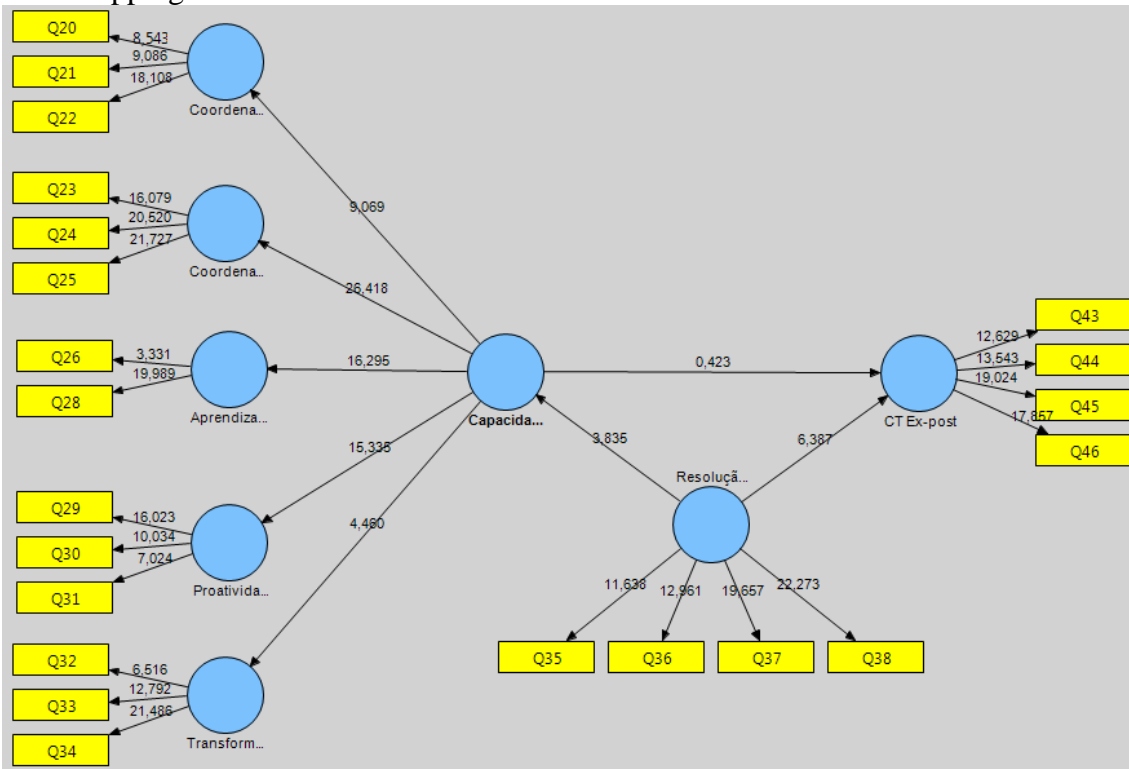 Q20
8,543
9,086
Q21
18,108
Q22
Coordena...
Q23
16,079
20,520
Q24
21,727
Q25
Coordena...
9,069
26,418
Q26
3,331
19,989
Q28
Aprendiza...
16,295
Capacida...
0,423
CT Ex-post
Q43
12,629
13,543
Q44
19,024
Q45
17,857
Q46
3,835
6,387
Resoluçã...
15,335
4,460
Q29
16,023
10,034
Q30
7,024
Q31
Proativida...
11,638
12,961
19,657
22,273
Q35
Q36
Q37
Q38
Q32
6,516
12,792
Q33
21,486
Q34
Transform...